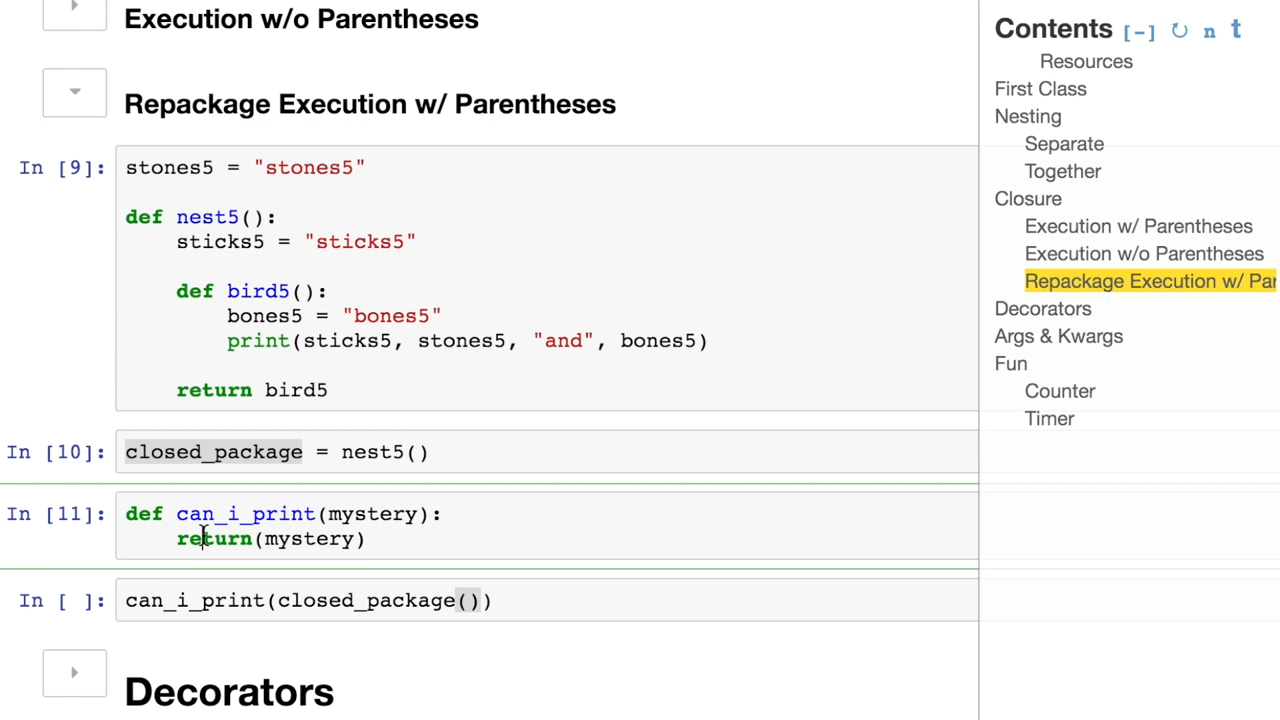 Execution w/o Parentheses
Repackage Execution w/ Parentheses
In [9]:
stones5 = "stones5"
def nest5():
    sticks5 = "sticks5"
    def bird5():
        bones5 = "bones5"
        print(sticks5, stones5, "and", bones5)
    return bird5
In [10]: closed_package = nest5()
In [11]:
def can_i_print(mystery):
    return(mystery)
In [ ]: can_i_print(closed_package())
Decorators
Contents [-] ↻ n t
Resources
First Class
Nesting
Separate
Together
Closure
Execution w/ Parentheses
Execution w/o Parentheses
Repackage Execution w/ Par
Decorators
Args & Kwargs
Fun
Counter
Timer